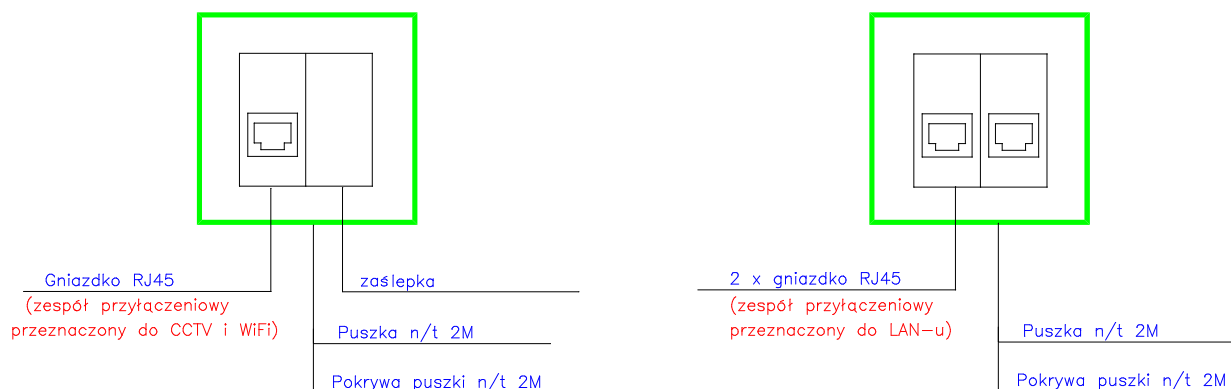 Gniazdko RJ45
(zespół przyłączeniowy
przeznaczony do CCTV i WiFi)
zaślepka
Puszka n/t 2M
Pokrywa puszki n/t 2M
2 x gniazdko RJ45
(zespół przyłączeniowy
przeznaczony do LAN-u)
Puszka n/t 2M
Pokrywa puszki n/t 2M